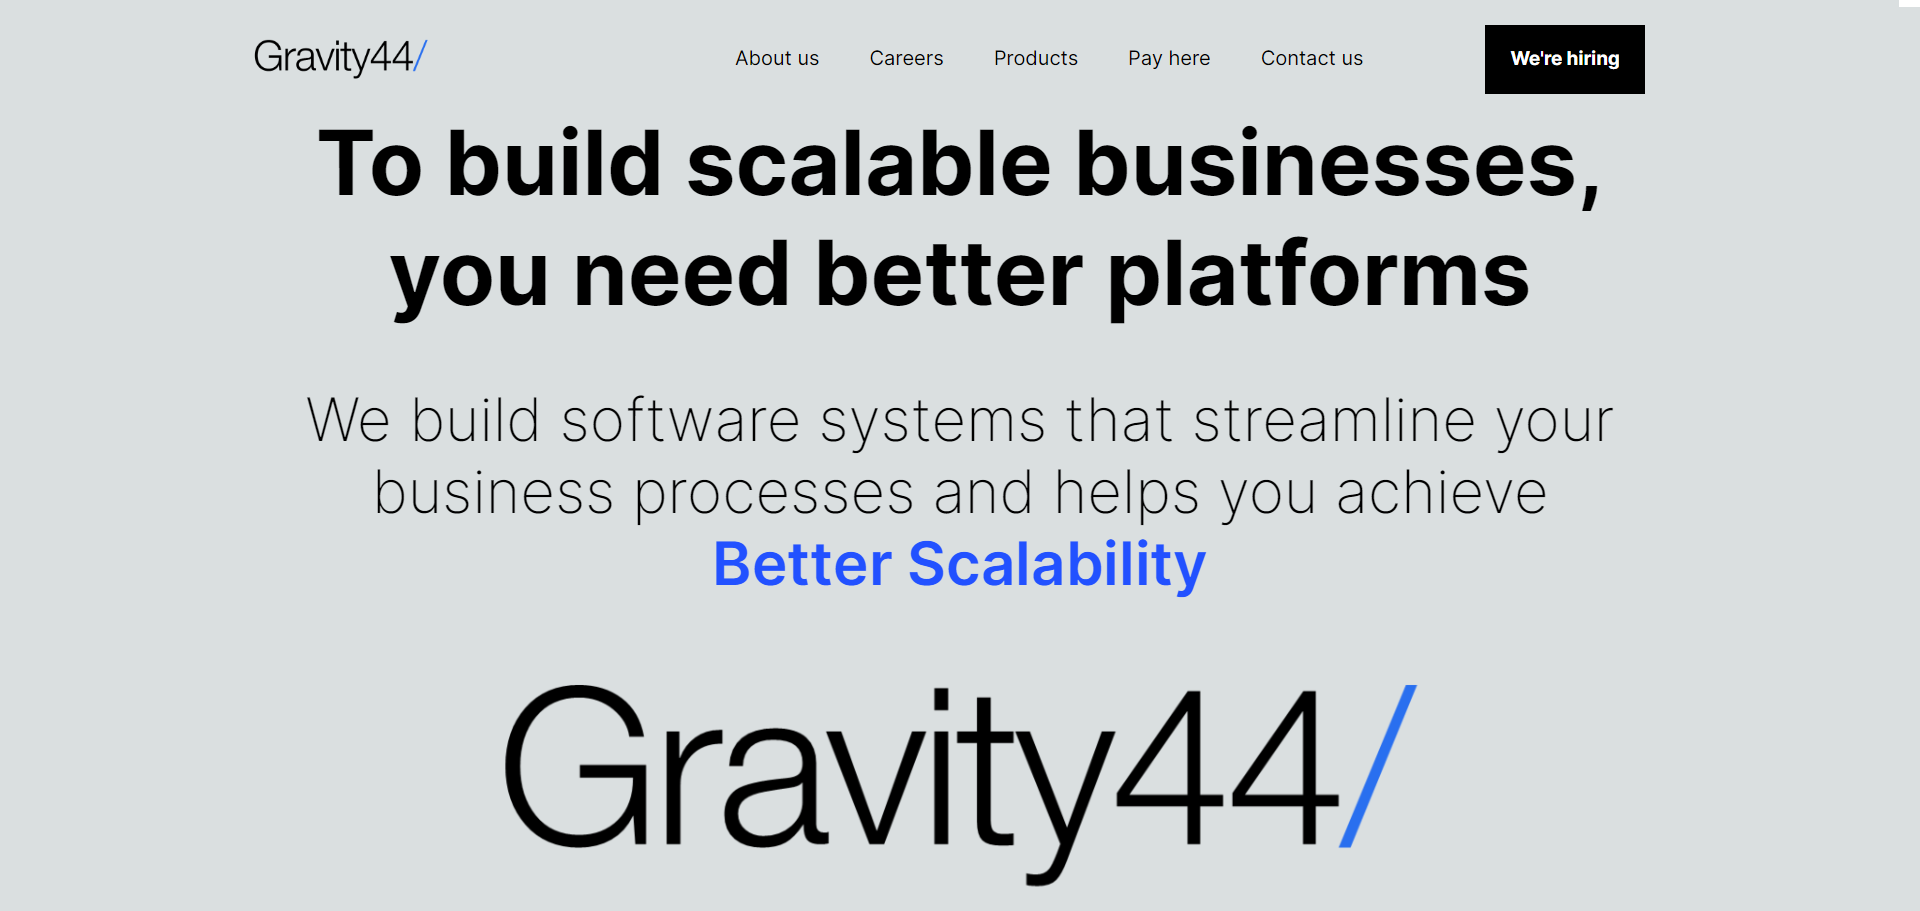 Gravity44/
About us Careers Products Pay here Contact us We're hiring
To build scalable businesses,
you need better platforms
We build software systems that streamline your
business processes and helps you achieve
Better Scalability
Gravity44/